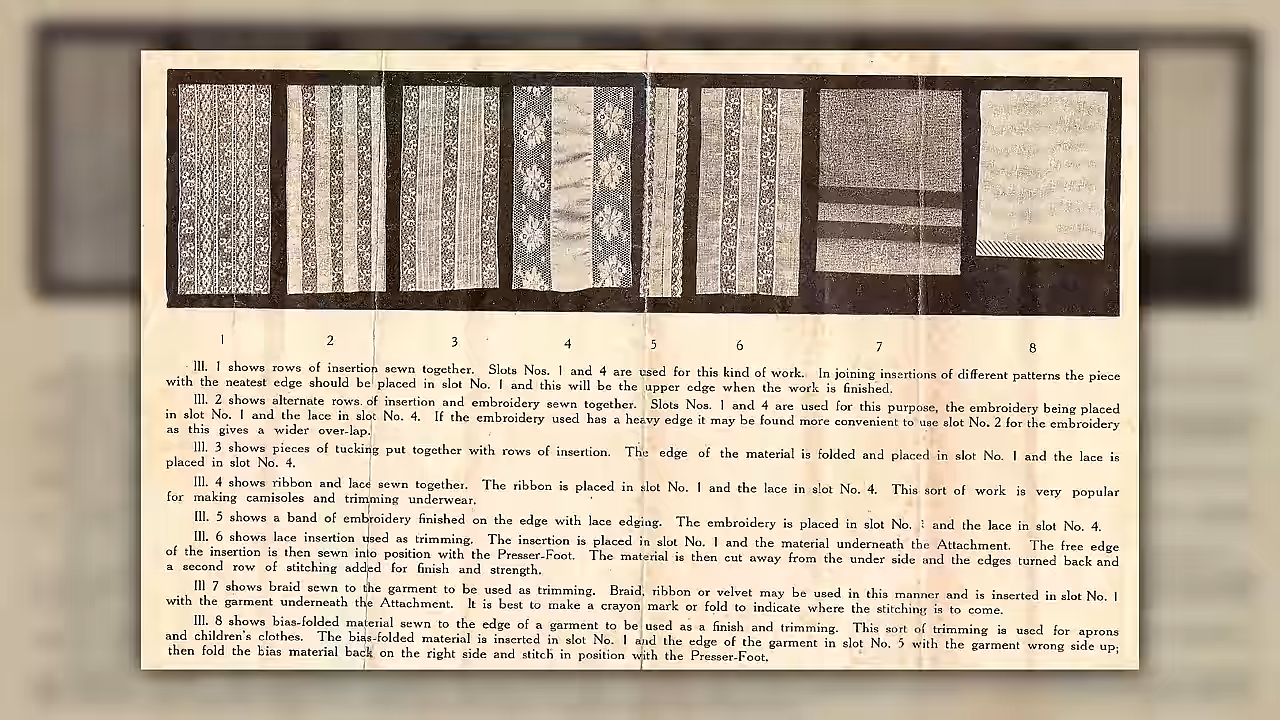 1 2 3 4 5 6 7 8
Ill. 1 shows rows of insertion sewn together. Slots Nos. 1 and 4 are used for this kind of work. In joining insertions of different patterns the piece
with the neatest edge should be placed in slot No. 1 and this will be the upper edge when the work is finished.
Ill. 2 shows alternate rows of insertion and embroidery sewn together. Slots Nos. 1 and 4 are used for this purpose, the embroidery being placed
in slot No. 1 and the lace in slot No. 4. If the embroidery used has a heavy edge it may be found more convenient to use slot No. 2 for the embroidery
as this gives a wider over-lap.
Ill. 3 shows pieces of tucking put together with rows of insertion. The edge of the material is folded and placed in slot No. 1 and the lace is
placed in slot No. 4.
Ill. 4 shows ribbon and lace sewn together. The ribbon is placed in slot No. 1 and the lace in slot No. 4. This sort of work is very popular
for making camisoles and trimming underwear.
Ill. 5 shows a band of embroidery finished on the edge with lace edging. The embroidery is placed in slot No. and the lace in slot No. 4.
Ill. 6 shows lace insertion used as trimming. The insertion is placed in slot No. 1 and the material underneath the Attachment. The free edge
of the insertion is then sewn into position with the Presser-Foot. The material is then cut away from the under side and the edges turned back and
a second row of stitching added for finish and strength.
Ill 7 shows braid sewn to the garment to be used as trimming. Braid, ribbon or velvet may be used in this manner and is inserted in slot No. 1
with the garment underneath the Attachment. It is best to make a crayon mark or fold to indicate where the stitching is to come.
Ill. 8 shows bias-folded material sewn to the edge of a garment to be used as a finish and trimming. This sort of trimming is used for aprons
and children's clothes. The bias-folded material is inserted in slot No. 1 and the edge of the garment in slot No. 5 with the garment wrong side up;
then fold the bias material back on the right side and stitch in position with the Presser-Foot.